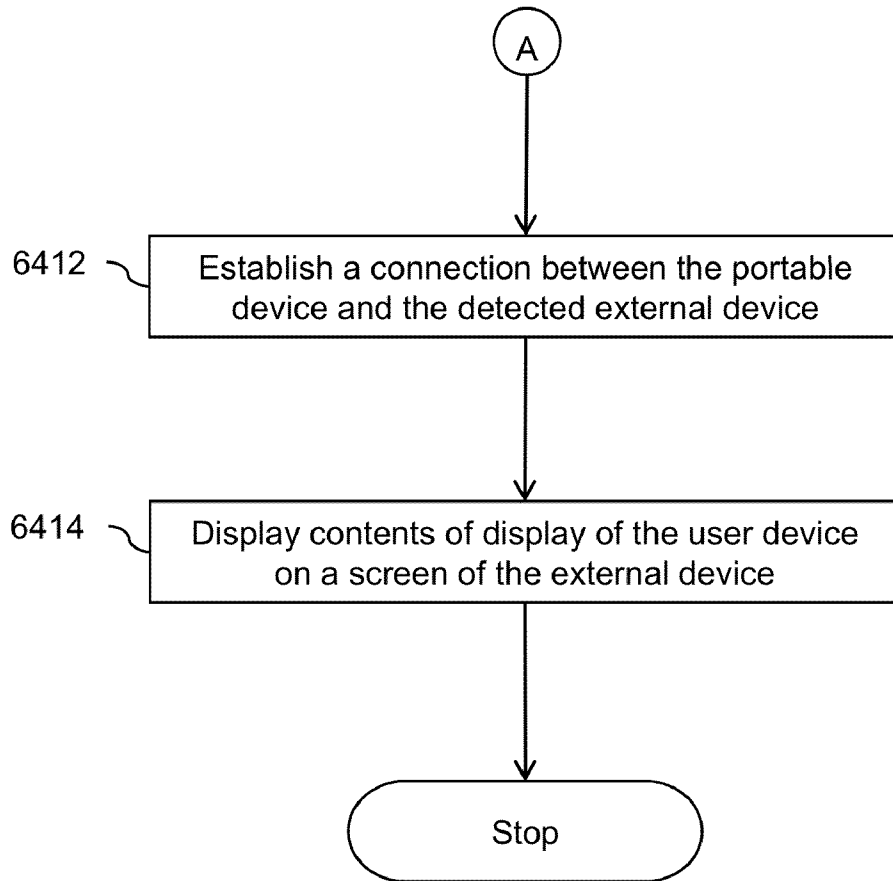 A
6412
Establish a connection between the portable
device and the detected external device
6414
Display contents of display of the user device
on a screen of the external device
Stop